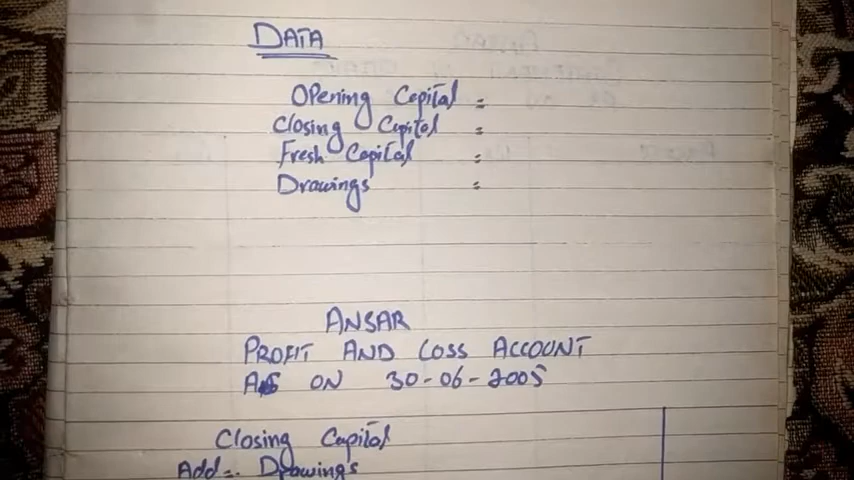 DATA
Opening Capital =
Closing Capital =
Fresh Capital =
Drawings =
ANSAR
PROFIT AND LOSS ACCOUNT
AS ON 30-06-2005
Closing Capital
Add:- Drawings